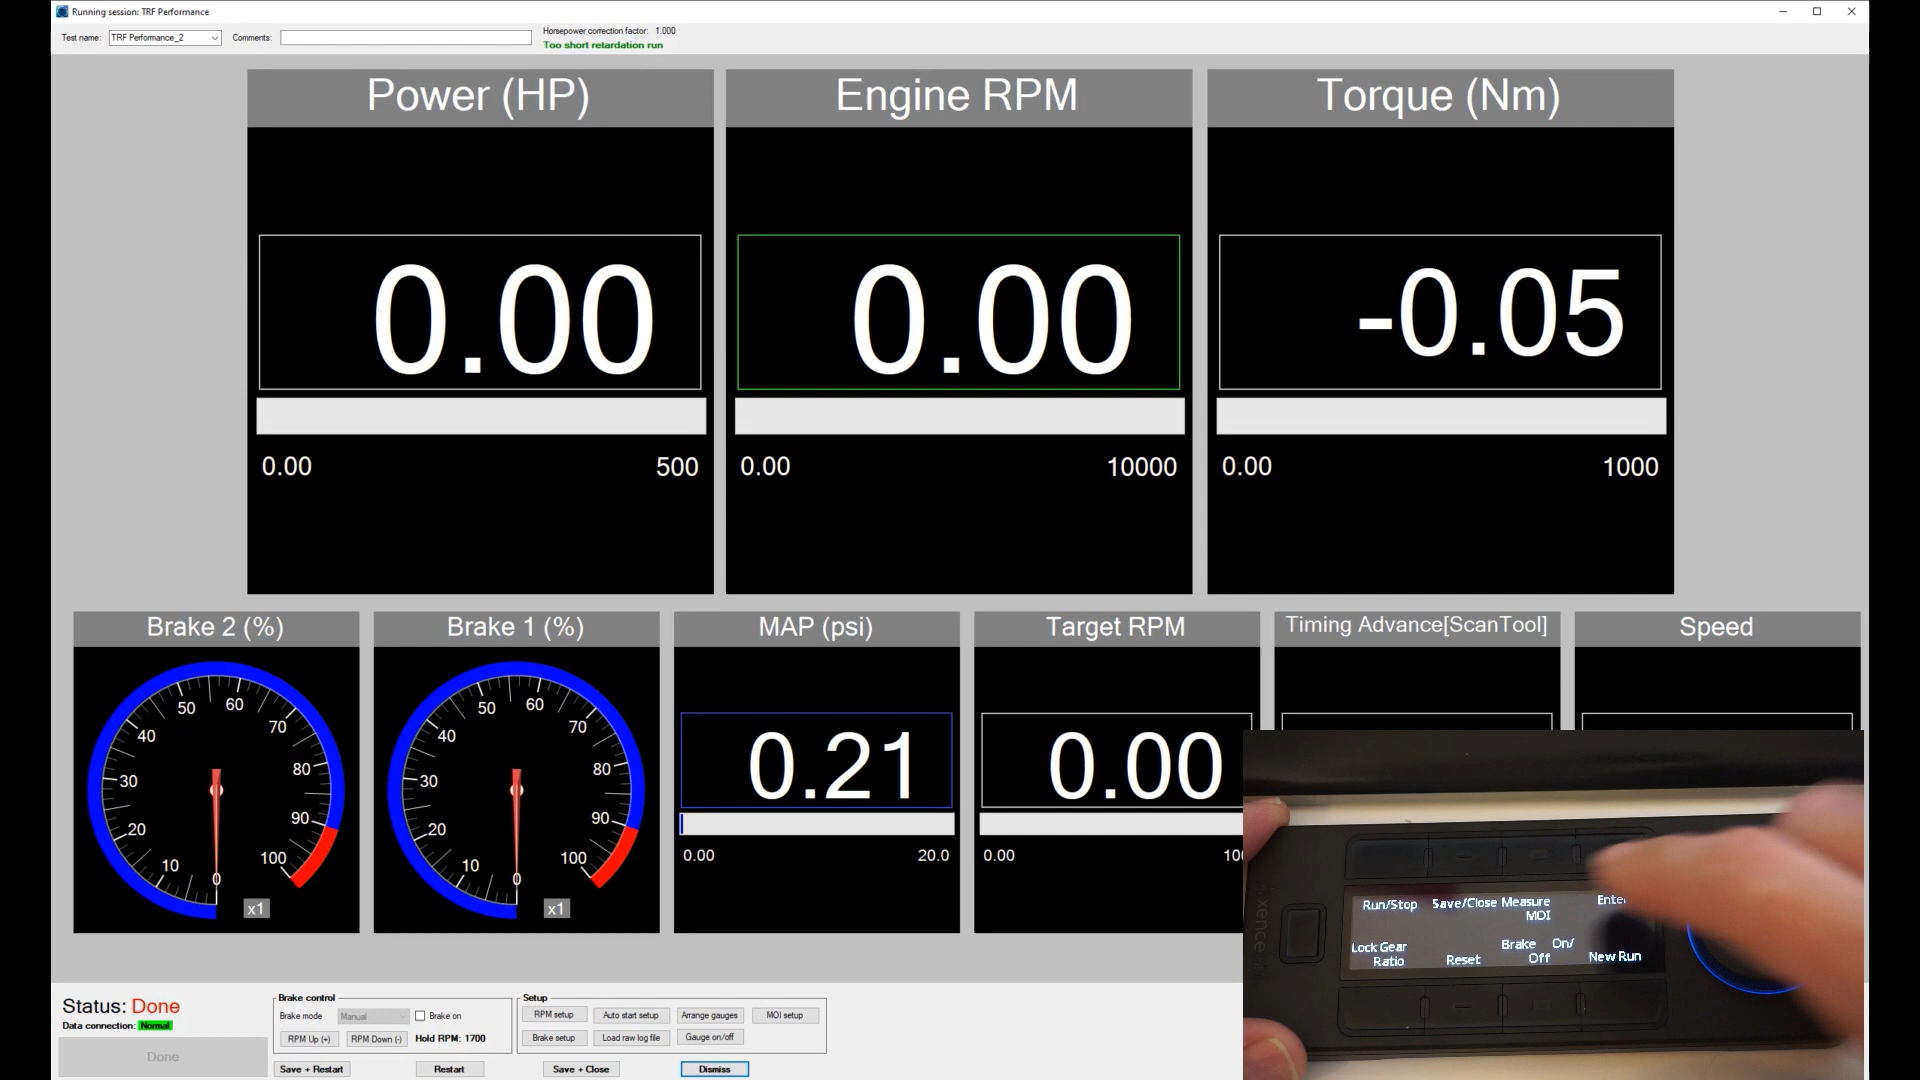 Running session: TRF Performance
Test name: TRF Performance_2 Comments: Horsepower correction factor: 1.000
Too short retardation run
Power (HP) Engine RPM Torque (Nm)
0.00 0.00 -0.05
0.00 500 0.00 10000 0.00 1000
Brake 2 (%) Brake 1 (%) MAP (psi) Target RPM Timing Advance[ScanTool] Speed
0 10 20 30 40 50 60 70 80 90 100 x1
0 10 20 30 40 50 60 70 80 90 100 x1
0.21 0.00
0.00 20.0 0.00
Run/Stop Save/Close Measure MDI
Lock Gear Ratio Reset Brake On/Off New Run
Status: Done
Data connection: Normal
Done
Brake control
Brake mode Manual Brake on
RPM Up (+) RPM Down (-) Hold RPM: 1700
Setup
RPM setup Auto start setup Arrange gauges MOI setup
Brake setup Load raw log file Gauge on/off
Save + Restart Restart Save + Close Dismiss